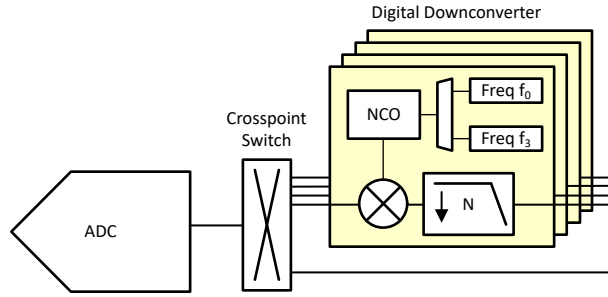 Digital Downconverter
Freq f₀
NCO
Freq f₃
Crosspoint
Switch
ADC
N